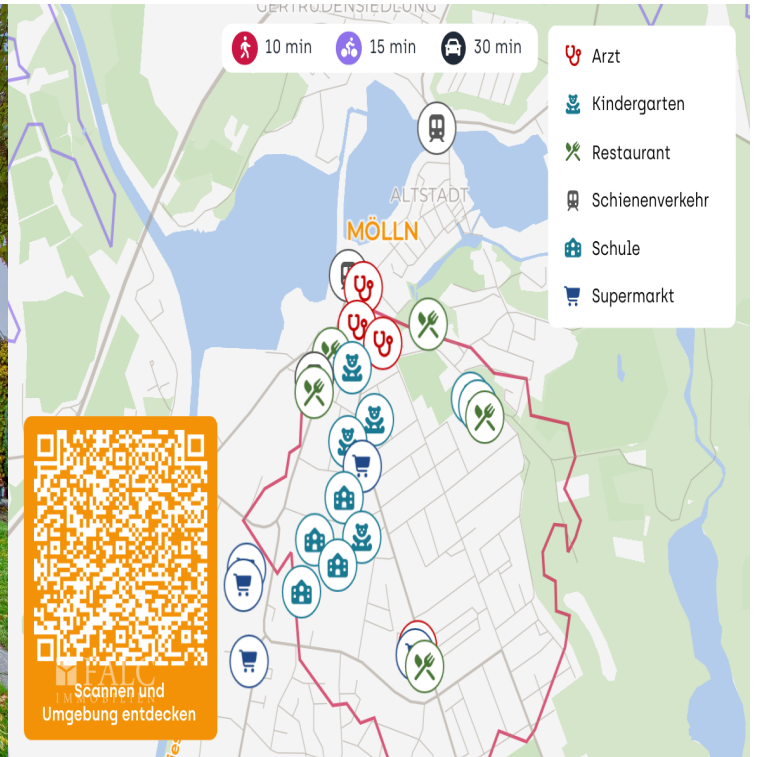 GERTRUDENSIEDLUNG
10 min
15 min
30 min
Arzt
Kindergarten
Restaurant
Schienenverkehr
Schule
Supermarkt
ALTSTADT
MÖLLN
FALC
IMMOBILIEN
Scannen und
Umgebung entdecken